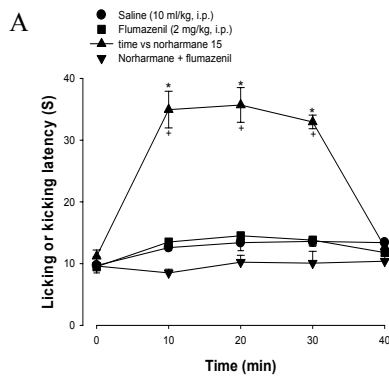 A
Saline (10 ml/kg, i.p.)
Flumazenil (2 mg/kg, i.p.)
time vs norharmane 15
Norharmane + flumazenil
Licking or kicking latency (S)
40
30
20
10
0
* * *
+ + +
0 10 20 30 40
Time (min)